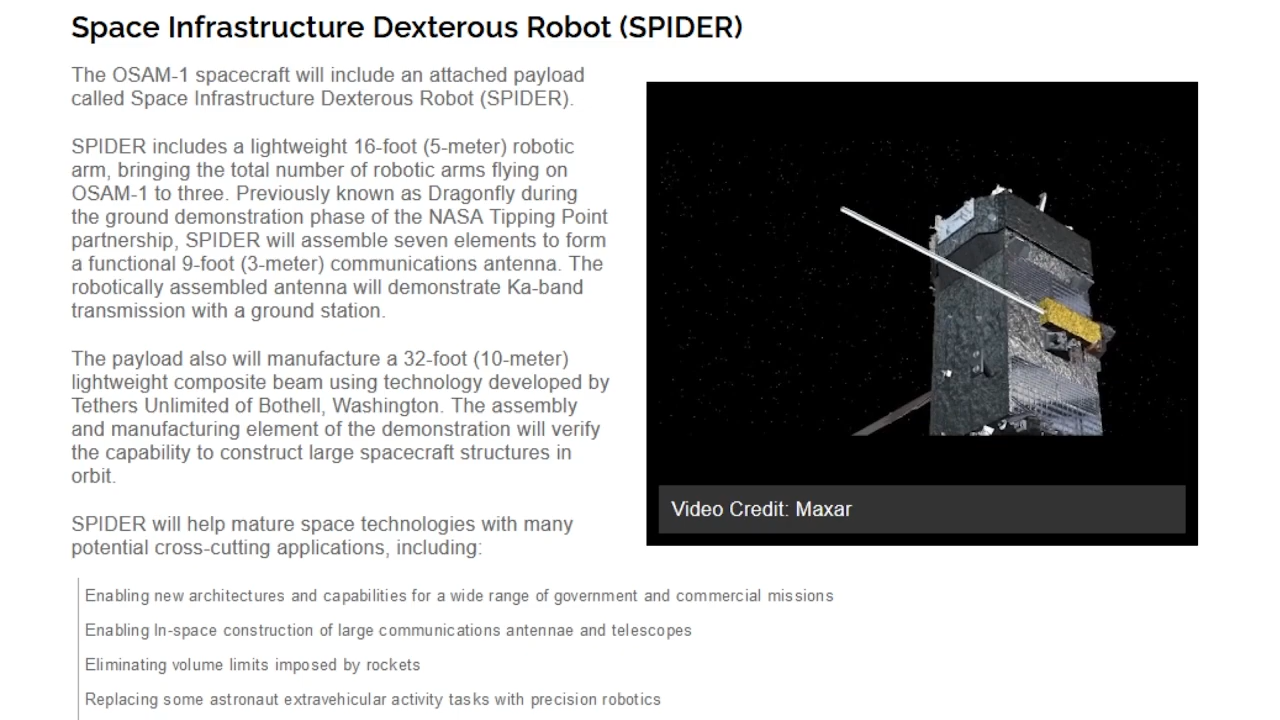 Space Infrastructure Dexterous Robot (SPIDER)
The OSAM-1 spacecraft will include an attached payload
called Space Infrastructure Dexterous Robot (SPIDER).
SPIDER includes a lightweight 16-foot (5-meter) robotic
arm, bringing the total number of robotic arms flying on
OSAM-1 to three. Previously known as Dragonfly during
the ground demonstration phase of the NASA Tipping Point
partnership, SPIDER will assemble seven elements to form
a functional 9-foot (3-meter) communications antenna. The
robotically assembled antenna will demonstrate Ka-band
transmission with a ground station.
The payload also will manufacture a 32-foot (10-meter)
lightweight composite beam using technology developed by
Tethers Unlimited of Bothell, Washington. The assembly
and manufacturing element of the demonstration will verify
the capability to construct large spacecraft structures in
orbit.
SPIDER will help mature space technologies with many
potential cross-cutting applications, including:
Video Credit: Maxar
Enabling new architectures and capabilities for a wide range of government and commercial missions
Enabling In-space construction of large communications antennae and telescopes
Eliminating volume limits imposed by rockets
Replacing some astronaut extravehicular activity tasks with precision robotics